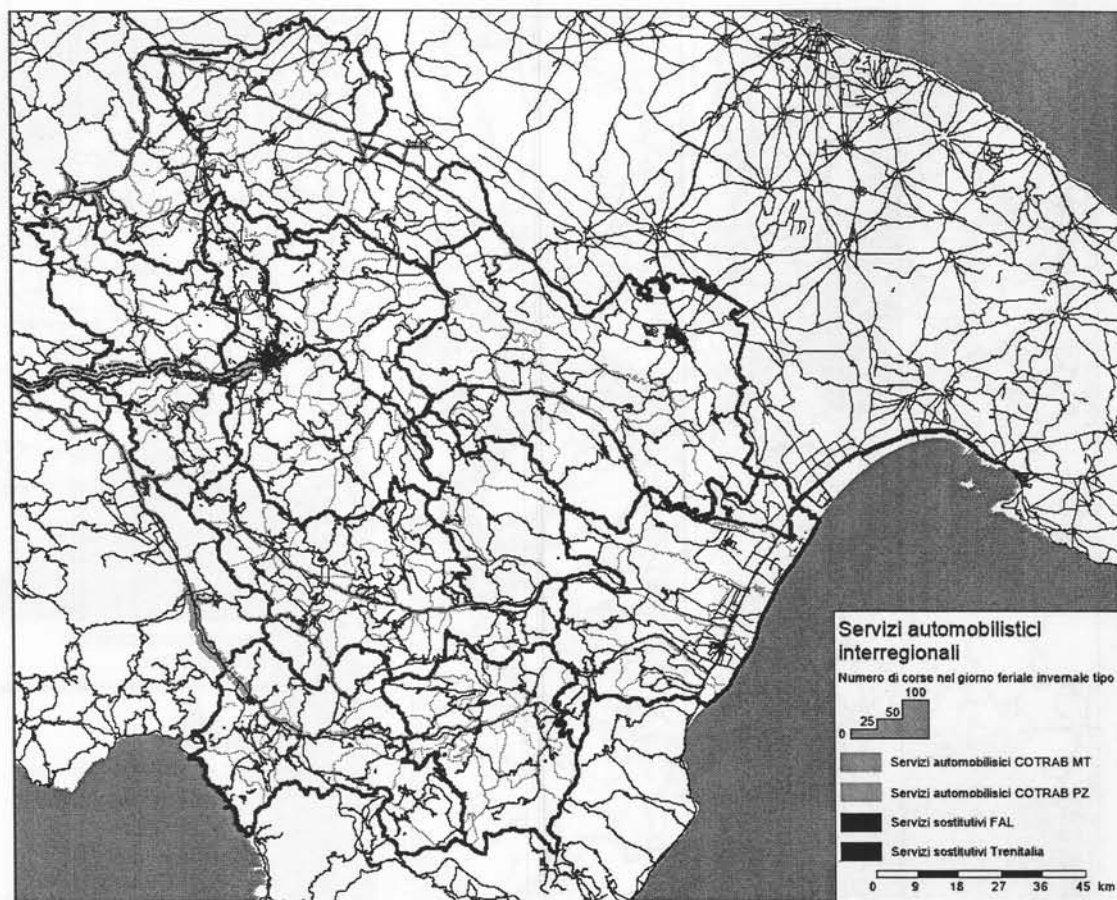 Servizi automobilistici
interregionali
Numero di corse nel giorno feriale invernale tipo
100
50
25
0
Servizi automobilisici COTRAB MT
Servizi automobilisici COTRAB PZ
Servizi sostitutivi FAL
Servizi sostitutivi Trenitalia
0 9 18 27 36 45 km